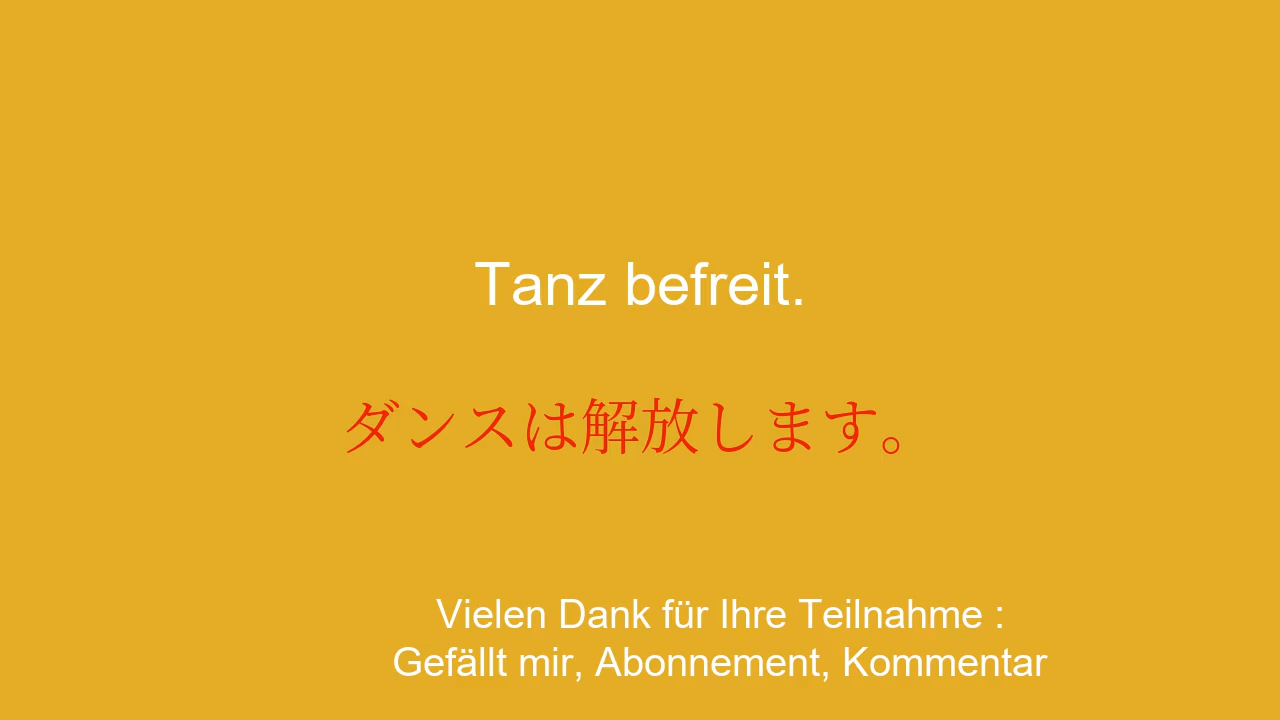 Tanz befreit.
ダンスは解放します。
Vielen Dank für Ihre Teilnahme :
Gefällt mir, Abonnement, Kommentar